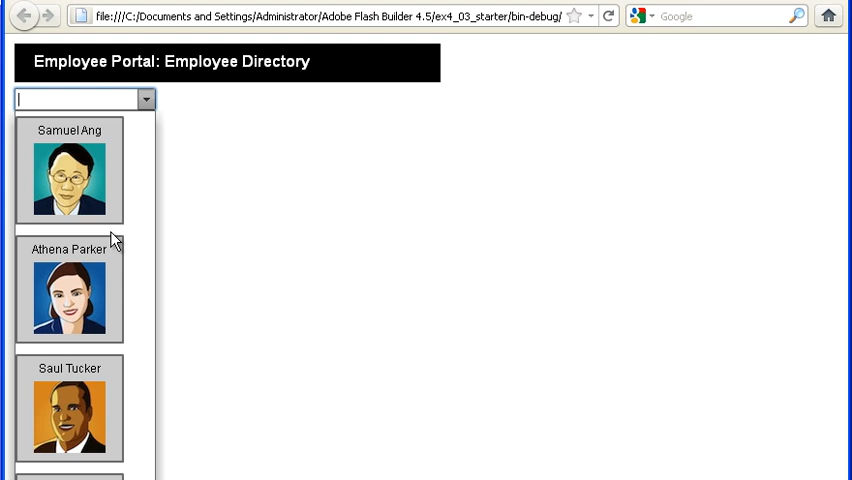 file:///C:/Documents and Settings/Administrator/Adobe Flash Builder 4.5/ex4_03_starter/bin-debug/
Google
Employee Portal: Employee Directory
Samuel Ang
Athena Parker
Saul Tucker